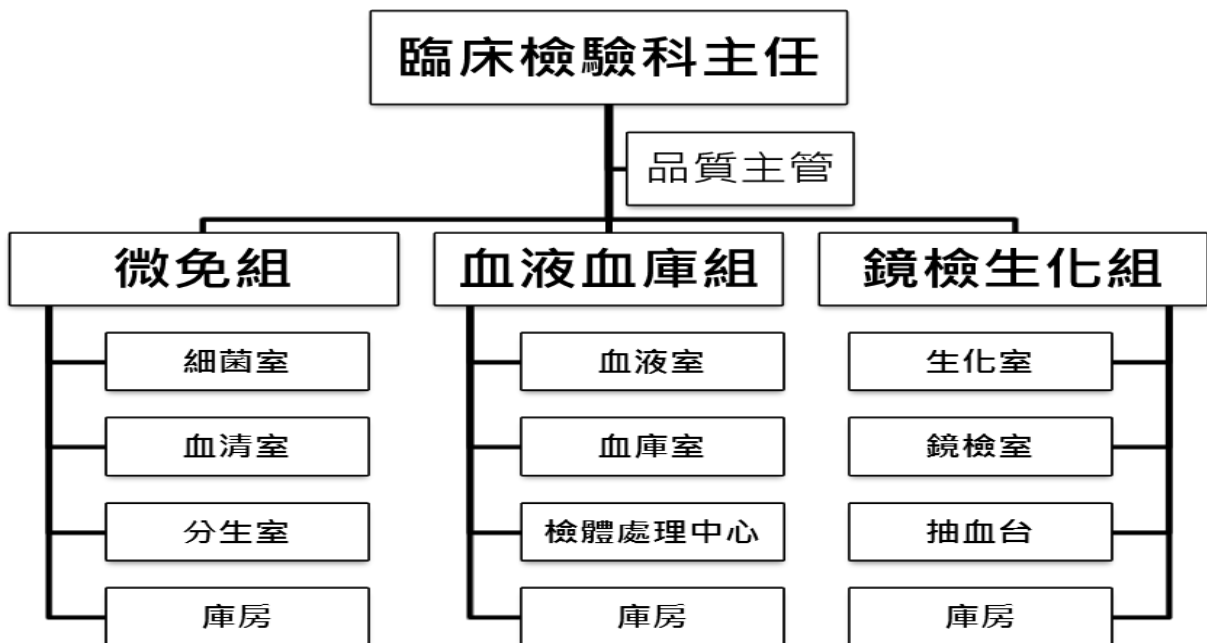 臨床檢驗科主任
品質主管
微免組
血液血庫組
鏡檢生化組
細菌室
血液室
生化室
血清室
血庫室
鏡檢室
分生室
檢體處理中心
抽血台
庫房
庫房
庫房